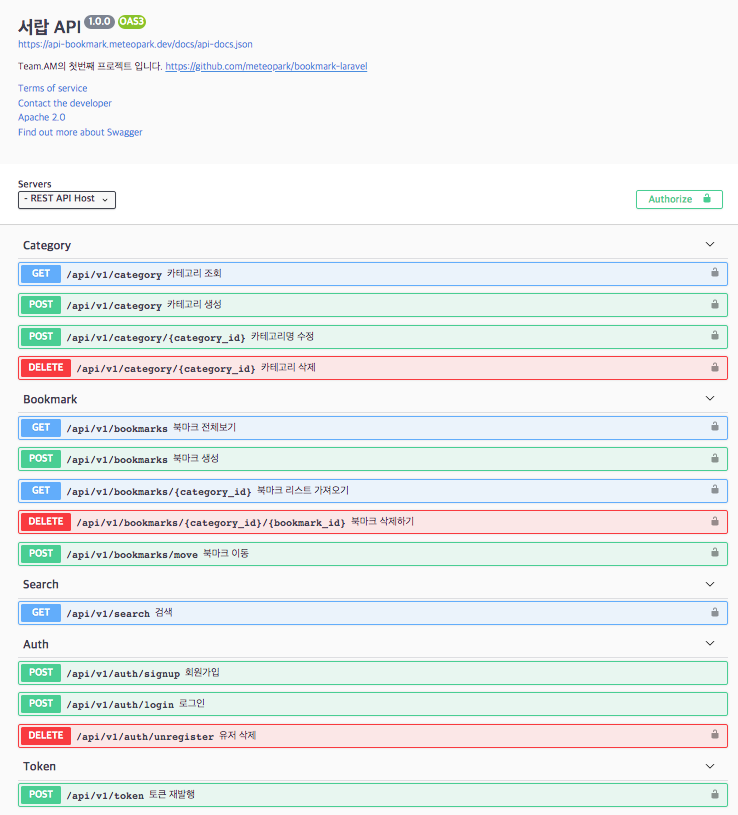 서랍 API 1.0.0 OAS3
https://api-bookmark.meteopark.dev/docs/api-docs.json
Team.AM의 첫번째 프로젝트 입니다. https://github.com/meteopark/bookmark-laravel
Terms of service
Contact the developer
Apache 2.0
Find out more about Swagger
Servers
- REST API Host
Authorize
Category
GET /api/v1/category 카테고리 조회
POST /api/v1/category 카테고리 생성
POST /api/v1/category/{category_id} 카테고리명 수정
DELETE /api/v1/category/{category_id} 카테고리 삭제
Bookmark
GET /api/v1/bookmarks 북마크 전체보기
POST /api/v1/bookmarks 북마크 생성
GET /api/v1/bookmarks/{category_id} 북마크 리스트 가져오기
DELETE /api/v1/bookmarks/{category_id}/{bookmark_id} 북마크 삭제하기
POST /api/v1/bookmarks/move 북마크 이동
Search
GET /api/v1/search 검색
Auth
POST /api/v1/auth/signup 회원가입
POST /api/v1/auth/login 로그인
DELETE /api/v1/auth/unregister 유저 삭제
Token
POST /api/v1/token 토큰 재발행